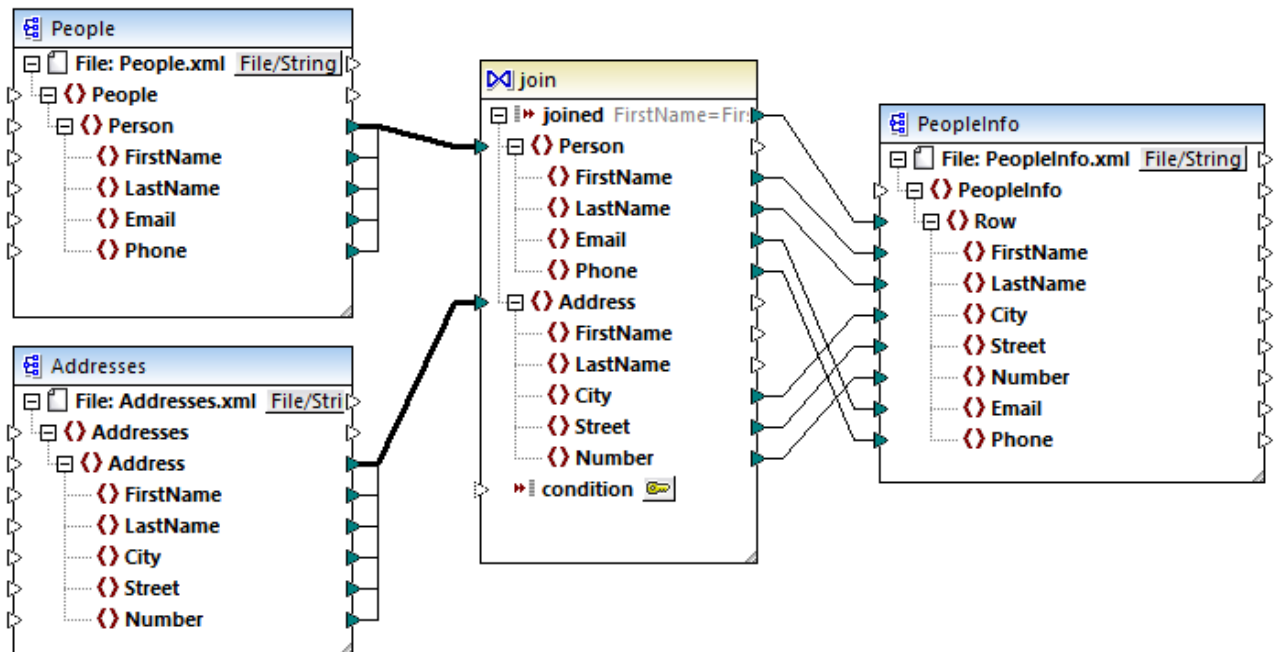 People
File: People.xml File/String
People
Person
FirstName
LastName
Email
Phone
Addresses
File: Addresses.xml File/Stri
Addresses
Address
FirstName
LastName
City
Street
Number
join
joined FirstName=Firs
Person
FirstName
LastName
Email
Phone
Address
FirstName
LastName
City
Street
Number
condition
PeopleInfo
File: PeopleInfo.xml File/String
PeopleInfo
Row
FirstName
LastName
City
Street
Number
Email
Phone